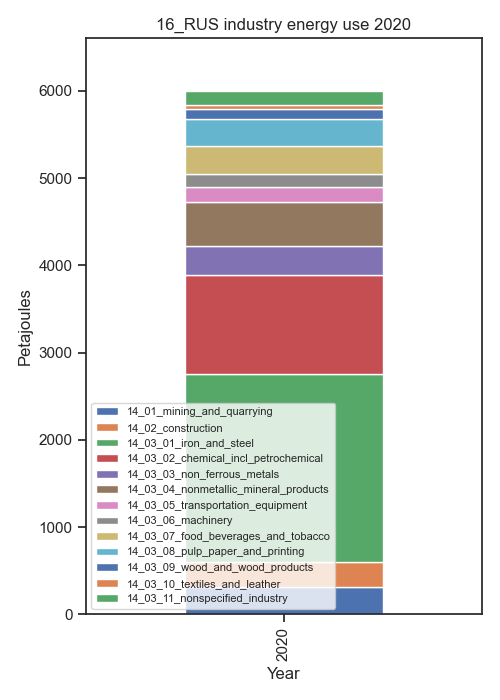 16_RUS industry energy use 2020
6000
5000
4000
3000
2000
1000
0
Petajoules
14_01_mining_and_quarrying
14_02_construction
14_03_01_iron_and_steel
14_03_02_chemical_incl_petrochemical
14_03_03_non_ferrous_metals
14_03_04_nonmetallic_mineral_products
14_03_05_transportation_equipment
14_03_06_machinery
14_03_07_food_beverages_and_tobacco
14_03_08_pulp_paper_and_printing
14_03_09_wood_and_wood_products
14_03_10_textiles_and_leather
14_03_11_nonspecified_industry
2020
Year